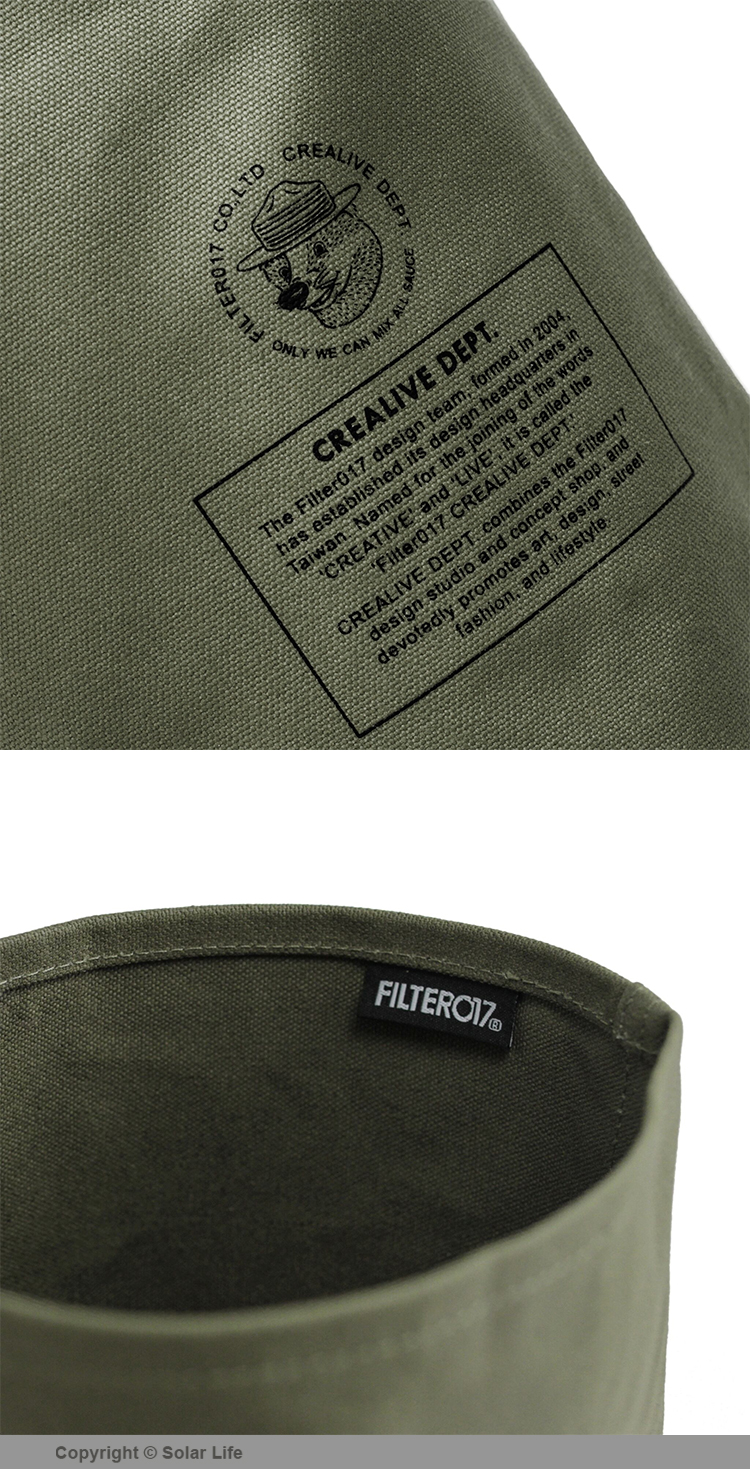 FILTER017 CO.,LTD CREALIVE DEPT.
ONLY WE CAN MIX ALL SAUCE
CREALIVE DEPT.
The Filter017 design team, formed in 2004,
has established its design headquarters in
Taiwan. Named for the joining of the words
'CREATIVE' and 'LIVE', it is called the
'Filter017 CREALIVE DEPT.'
CREALIVE DEPT. combines the Filter017
design studio and concept shop, and
devotedly promotes art, design, street
fashion, and lifestyle.
FILTER017®
Copyright © Solar Life